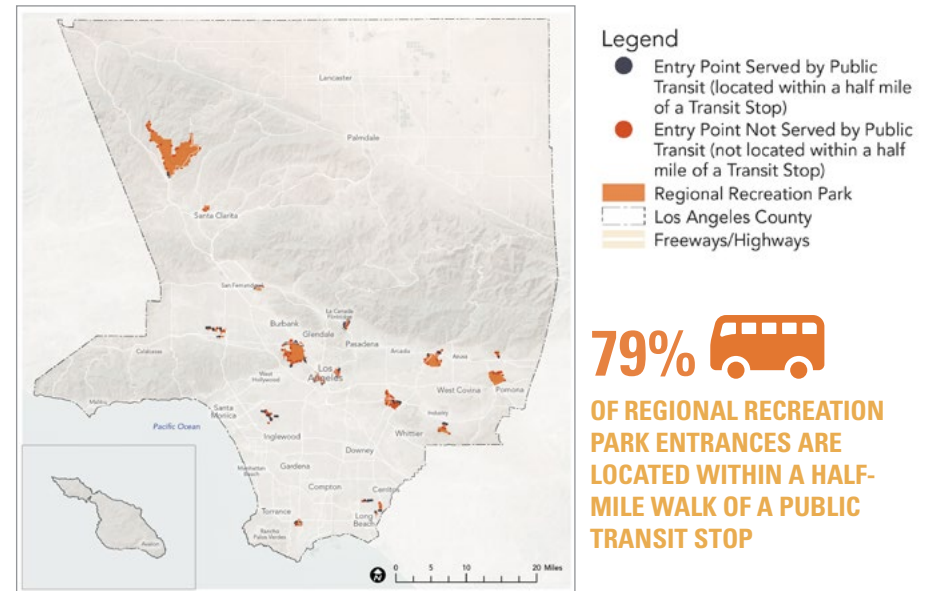 Lancaster
Palmdale
Santa Clarita
San Fernando
La Cañada
Flintridge
Burbank
Glendale
Pasadena
Calabasas
Arcadia
Azusa
West
Hollywood
Los
Angeles
West Covina
Pomona
Malibu
Santa
Monica
Industry
Pacific Ocean
Inglewood
Whittier
Downey
Manhattan
Beach
Gardena
Compton
Cerritos
Torrance
Long
Beach
Rancho
Palos Verdes
Avalon
N
0 5 10 20 Miles
Legend
Entry Point Served by Public
Transit (located within a half mile
of a Transit Stop)
Entry Point Not Served by Public
Transit (not located within a half
mile of a Transit Stop)
Regional Recreation Park
Los Angeles County
Freeways/Highways
79%
OF REGIONAL RECREATION
PARK ENTRANCES ARE
LOCATED WITHIN A HALF-
MILE WALK OF A PUBLIC
TRANSIT STOP